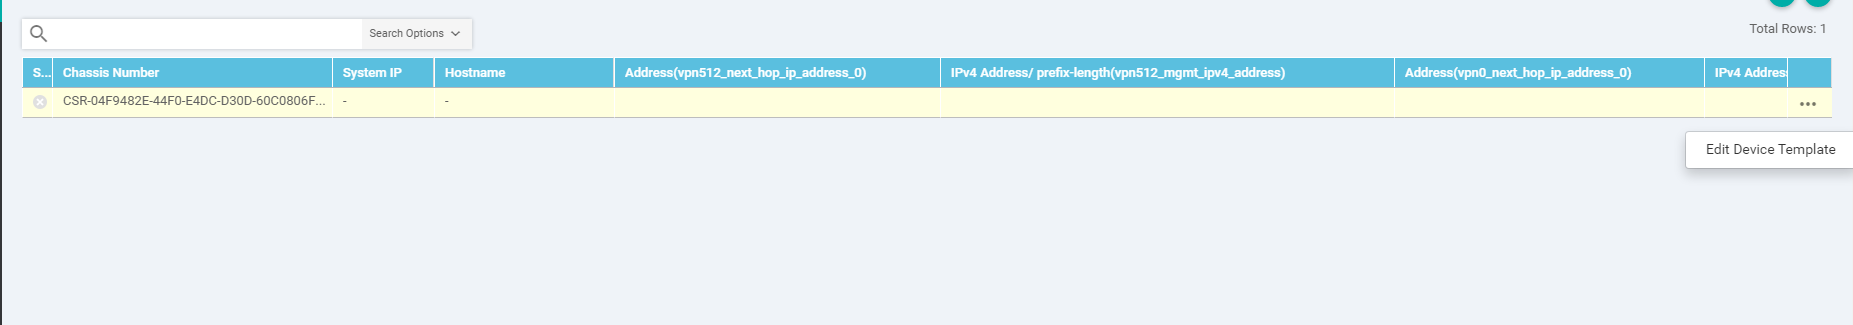 Search Options
Total Rows: 1
S... Chassis Number System IP Hostname Address(vpn512_next_hop_ip_address_0) IPv4 Address/ prefix-length(vpn512_mgmt_ipv4_address) Address(vpn0_next_hop_ip_address_0) IPv4 Address
CSR-04F9482E-44F0-E4DC-D30D-60C0806F... - -
Edit Device Template